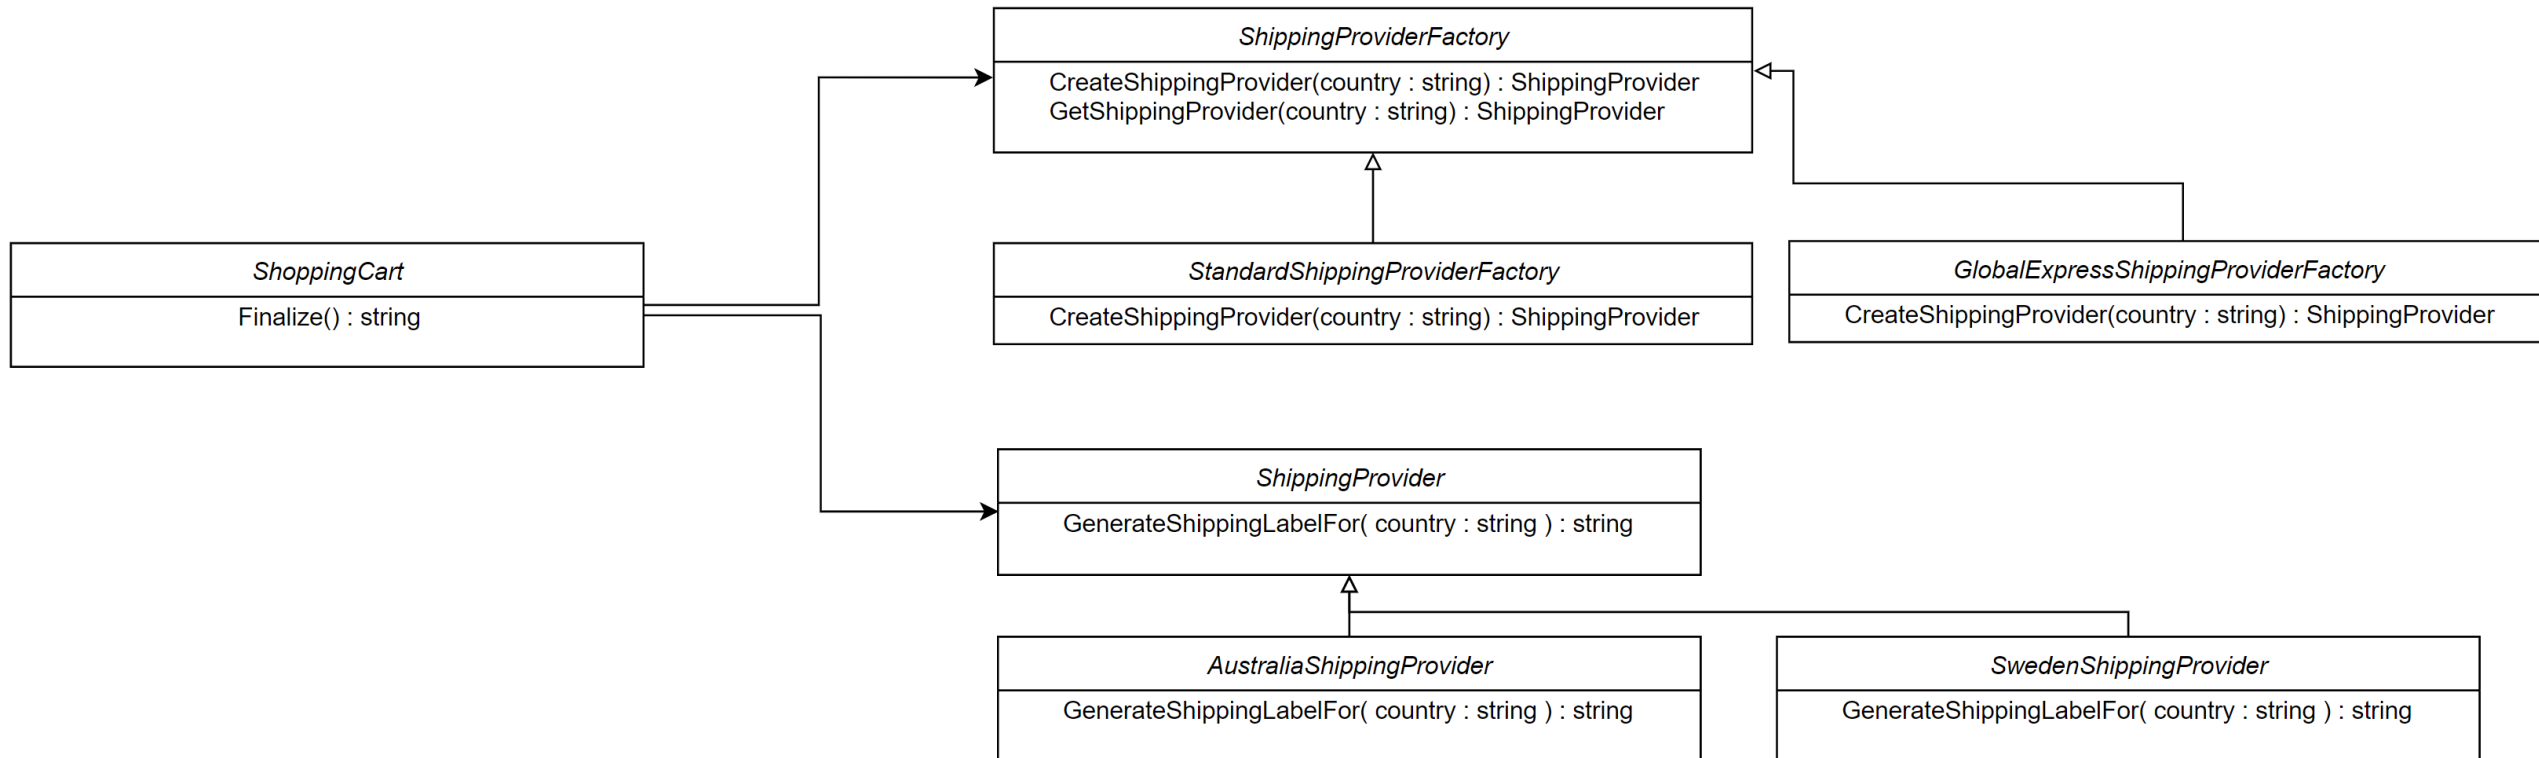 ShippingProviderFactory
CreateShippingProvider(country : string) : ShippingProvider
GetShippingProvider(country : string) : ShippingProvider
ShoppingCart
Finalize() : string
StandardShippingProviderFactory
CreateShippingProvider(country : string) : ShippingProvider
GlobalExpressShippingProviderFactory
CreateShippingProvider(country : string) : ShippingProvider
ShippingProvider
GenerateShippingLabelFor( country : string ) : string
AustraliaShippingProvider
GenerateShippingLabelFor( country : string ) : string
SwedenShippingProvider
GenerateShippingLabelFor( country : string ) : string